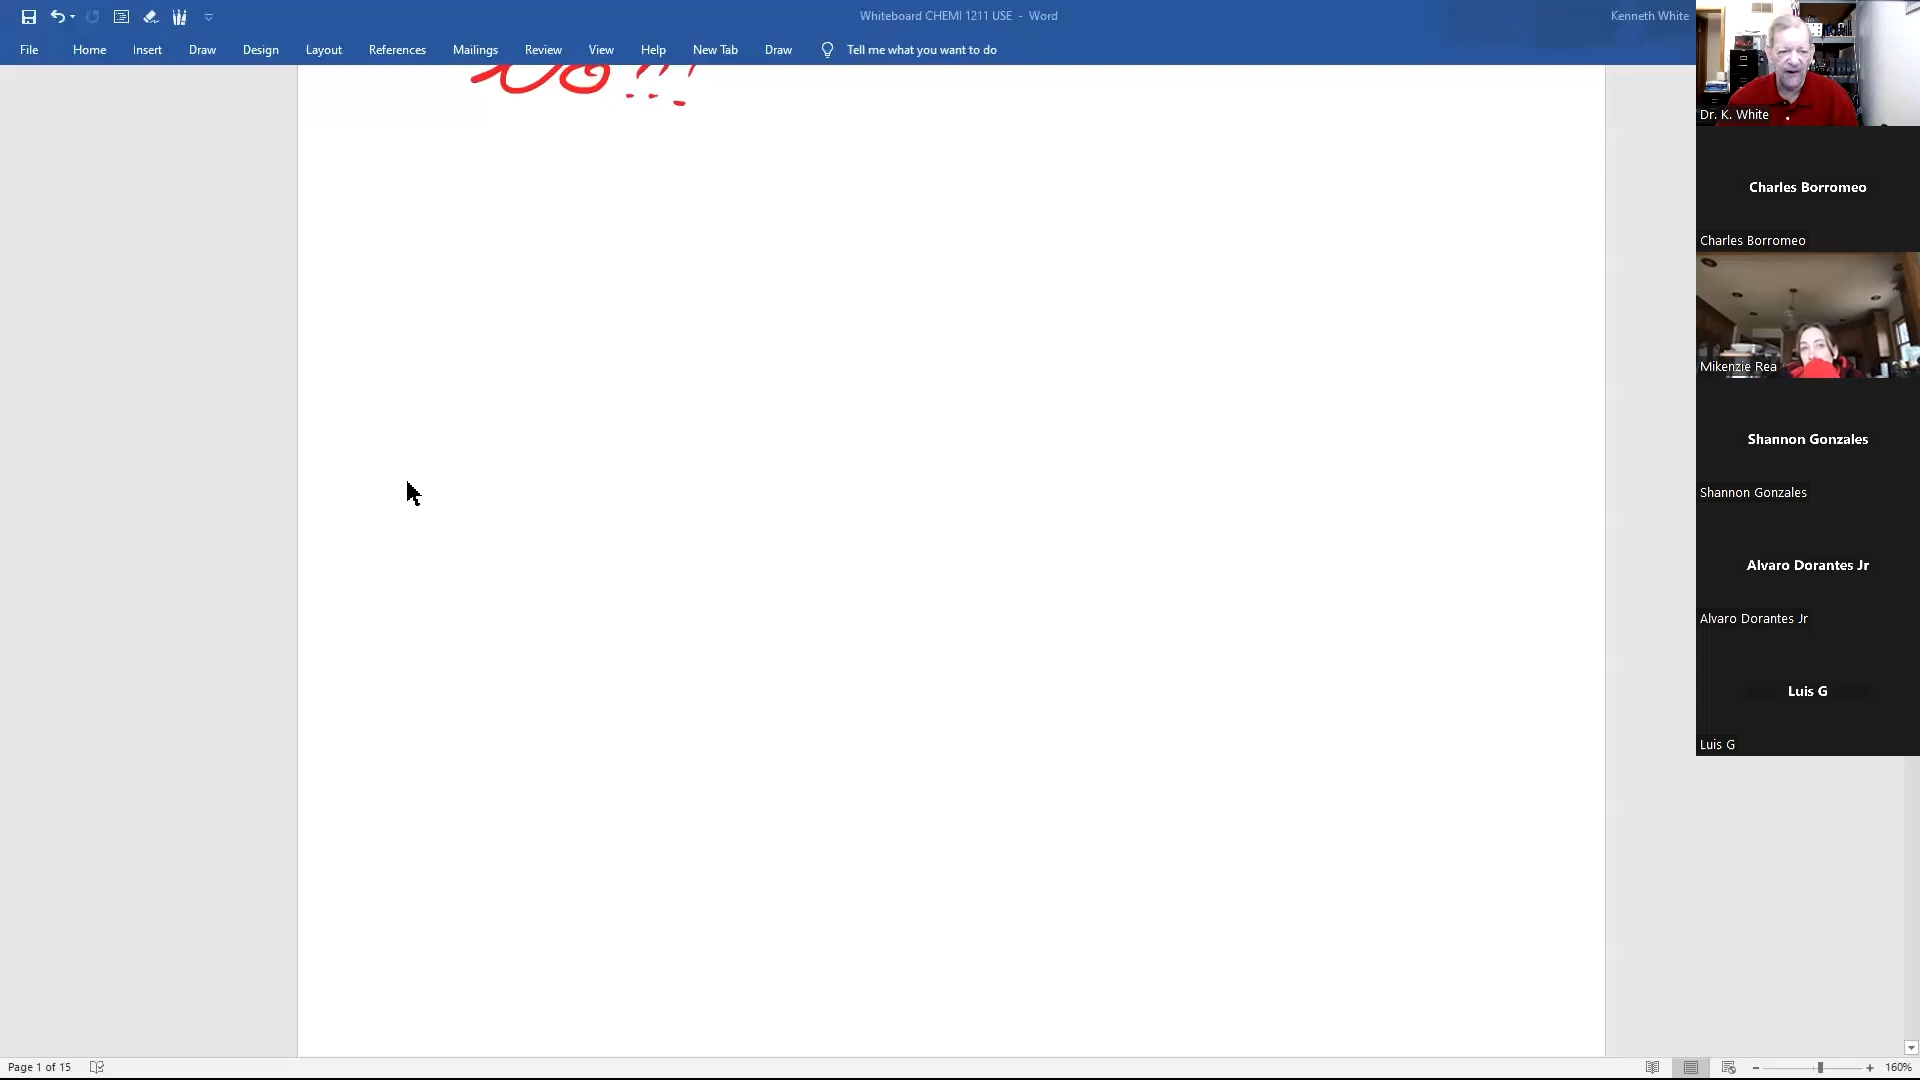 Whiteboard CHEMI 1211 USE - Word
Kenneth White
File Home Insert Draw Design Layout References Mailings Review View Help New Tab Draw Tell me what you want to do
!!!
Dr. K. White
Charles Borromeo
Charles Borromeo
Mikenzie Rea
Shannon Gonzales
Shannon Gonzales
Alvaro Dorantes Jr
Alvaro Dorantes Jr
Luis G
Luis G
Page 1 of 15
160%